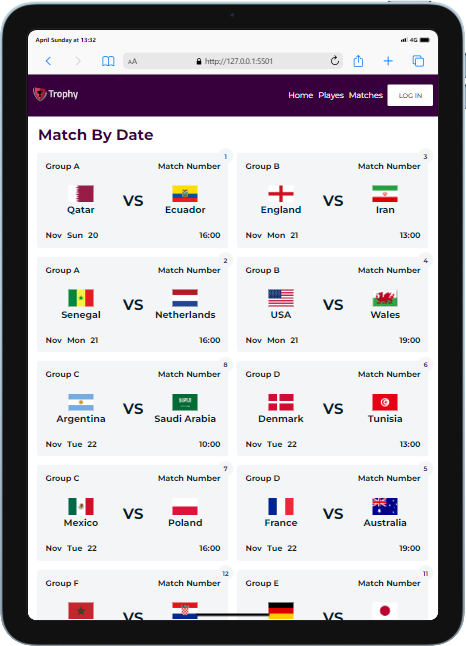 April Sunday at 13:32
4G
AA
http://127.0.0.1:5501
Trophy
Home Playes Matches LOG IN
Match By Date
1
Group A Match Number
VS
Qatar Ecuador
Nov Sun 20 16:00
3
Group B Match Number
VS
England Iran
Nov Mon 21 13:00
2
Group A Match Number
VS
Senegal Netherlands
Nov Mon 21 16:00
4
Group B Match Number
VS
USA Wales
Nov Mon 21 19:00
8
Group C Match Number
VS
Argentina Saudi Arabia
Nov Tue 22 10:00
6
Group D Match Number
VS
Denmark Tunisia
Nov Tue 22 13:00
7
Group C Match Number
VS
Mexico Poland
Nov Tue 22 16:00
5
Group D Match Number
VS
France Australia
Nov Tue 22 19:00
12
Group F Match Number
VS
11
Group E Match Number
VS